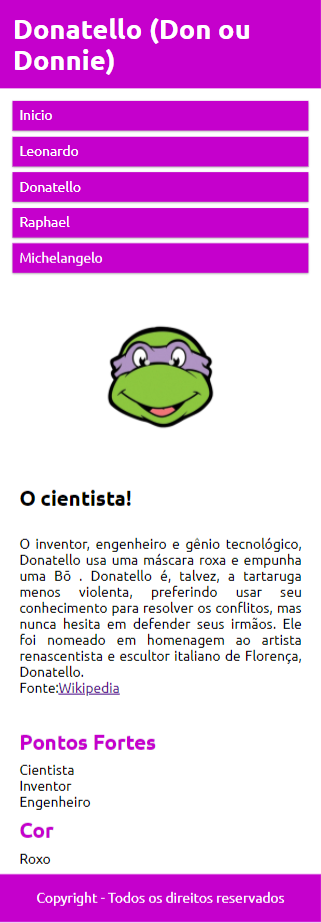 Donatello (Don ou
Donnie)
Inicio
Leonardo
Donatello
Raphael
Michelangelo
O cientista!
O inventor, engenheiro e gênio tecnológico,
Donatello usa uma máscara roxa e empunha
uma Bō . Donatello é, talvez, a tartaruga
menos violenta, preferindo usar seu
conhecimento para resolver os conflitos, mas
nunca hesita em defender seus irmãos. Ele
foi nomeado em homenagem ao artista
renascentista e escultor italiano de Florença,
Donatello.
Fonte:Wikipedia
Pontos Fortes
Cientista
Inventor
Engenheiro
Cor
Roxo
Copyright - Todos os direitos reservados